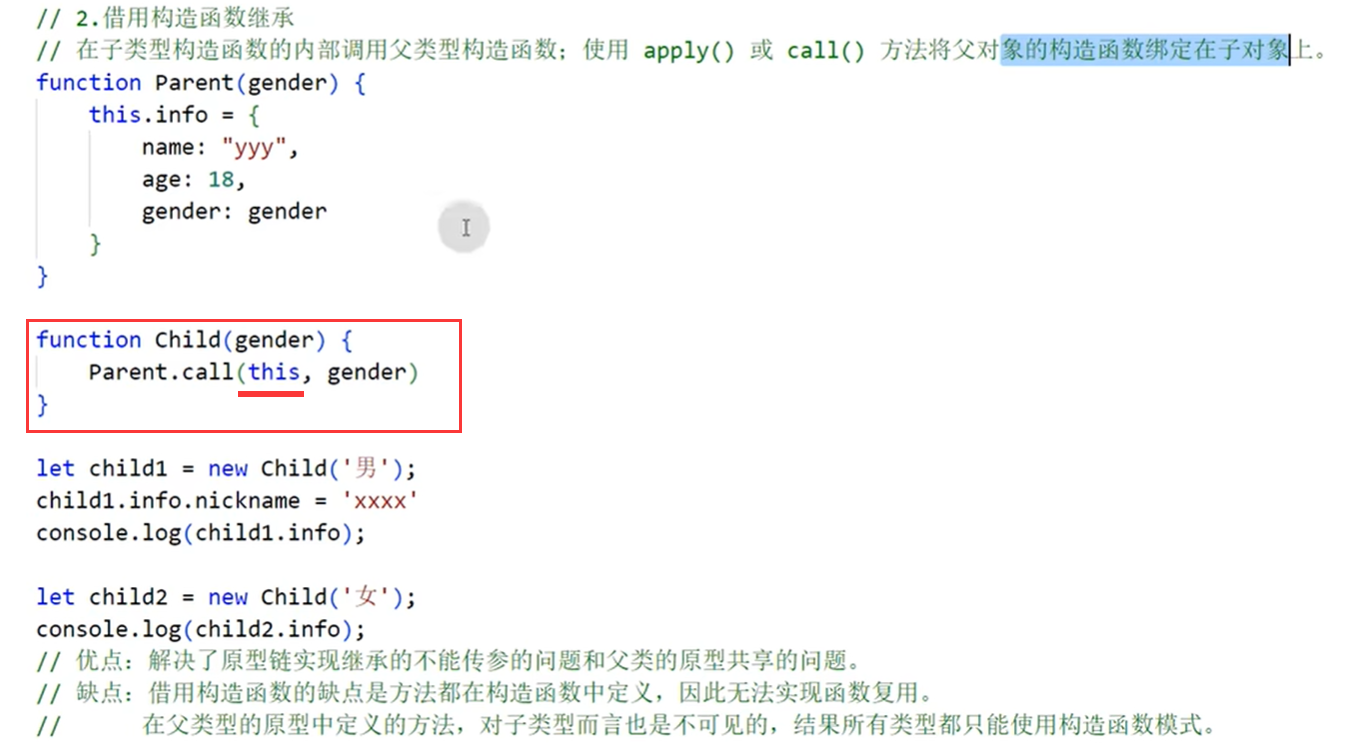 // 2.借用构造函数继承
// 在子类型构造函数的内部调用父类型构造函数；使用 apply() 或 call() 方法将父对象的构造函数绑定在子对象上。
function Parent(gender) {
    this.info = {
        name: "yyy",
        age: 18,
        gender: gender
    }
}
function Child(gender) {
    Parent.call(this, gender)
}
let child1 = new Child('男');
child1.info.nickname = 'xxxx'
console.log(child1.info);
let child2 = new Child('女');
console.log(child2.info);
// 优点：解决了原型链实现继承的不能传参的问题和父类的原型共享的问题。
// 缺点：借用构造函数的缺点是方法都在构造函数中定义，因此无法实现函数复用。
//      在父类型的原型中定义的方法，对子类型而言也是不可见的，结果所有类型都只能使用构造函数模式。